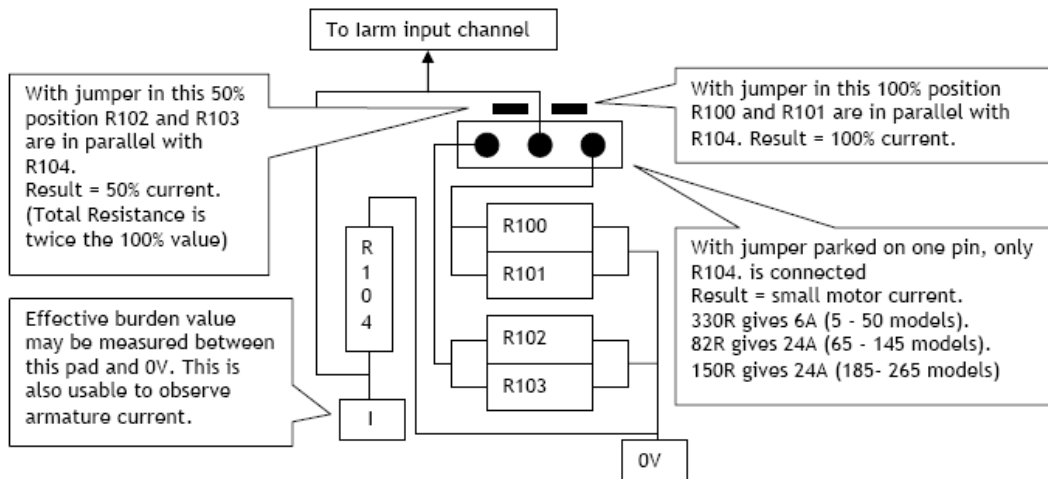 To Iarm input channel
With jumper in this 50%
position R102 and R103
are in parallel with
R104.
Result = 50% current.
(Total Resistance is
twice the 100% value)
With jumper in this 100% position
R100 and R101 are in parallel with
R104. Result = 100% current.
R
1
0
4
R100
R101
R102
R103
With jumper parked on one pin, only
R104. is connected
Result = small motor current.
330R gives 6A (5 - 50 models).
82R gives 24A (65 - 145 models).
150R gives 24A (185- 265 models)
Effective burden value
may be measured between
this pad and 0V. This is
also usable to observe
armature current.
I
0V